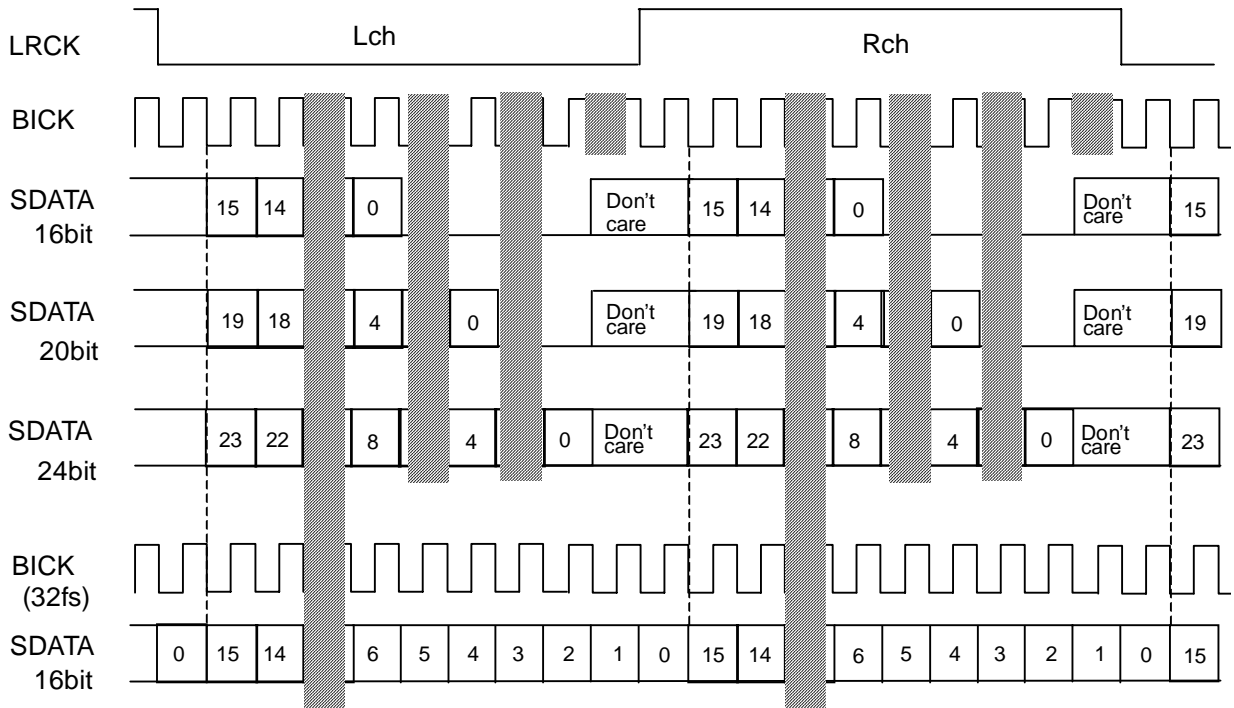 LRCK Lch Rch
BICK
SDATA 15 14 0 Don't 15 14 0 Don't 15
16bit care care
SDATA 19 18 4 0 Don't 19 18 4 0 Don't 19
20bit care care
SDATA 23 22 8 4 0 Don't 23 22 8 4 0 Don't 23
24bit care care
BICK
(32fs)
SDATA 0 15 14 6 5 4 3 2 1 0 15 14 6 5 4 3 2 1 0 15
16bit